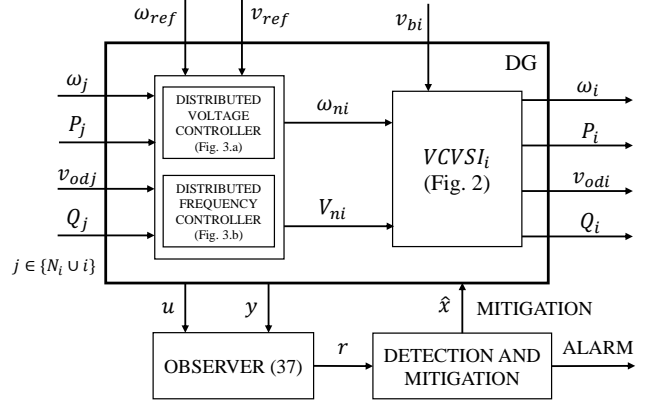 ω_ref
v_ref
v_bi
DG
ω_j
P_j
v_odj
Q_j
j ∈ {N_i ∪ i}
DISTRIBUTED
VOLTAGE
CONTROLLER
(Fig. 3.a)
DISTRIBUTED
FREQUENCY
CONTROLLER
(Fig. 3.b)
ω_ni
V_ni
VCVSI_i
(Fig. 2)
ω_i
P_i
v_odi
Q_i
u
y
x̂
MITIGATION
OBSERVER (37)
r
DETECTION AND
MITIGATION
ALARM